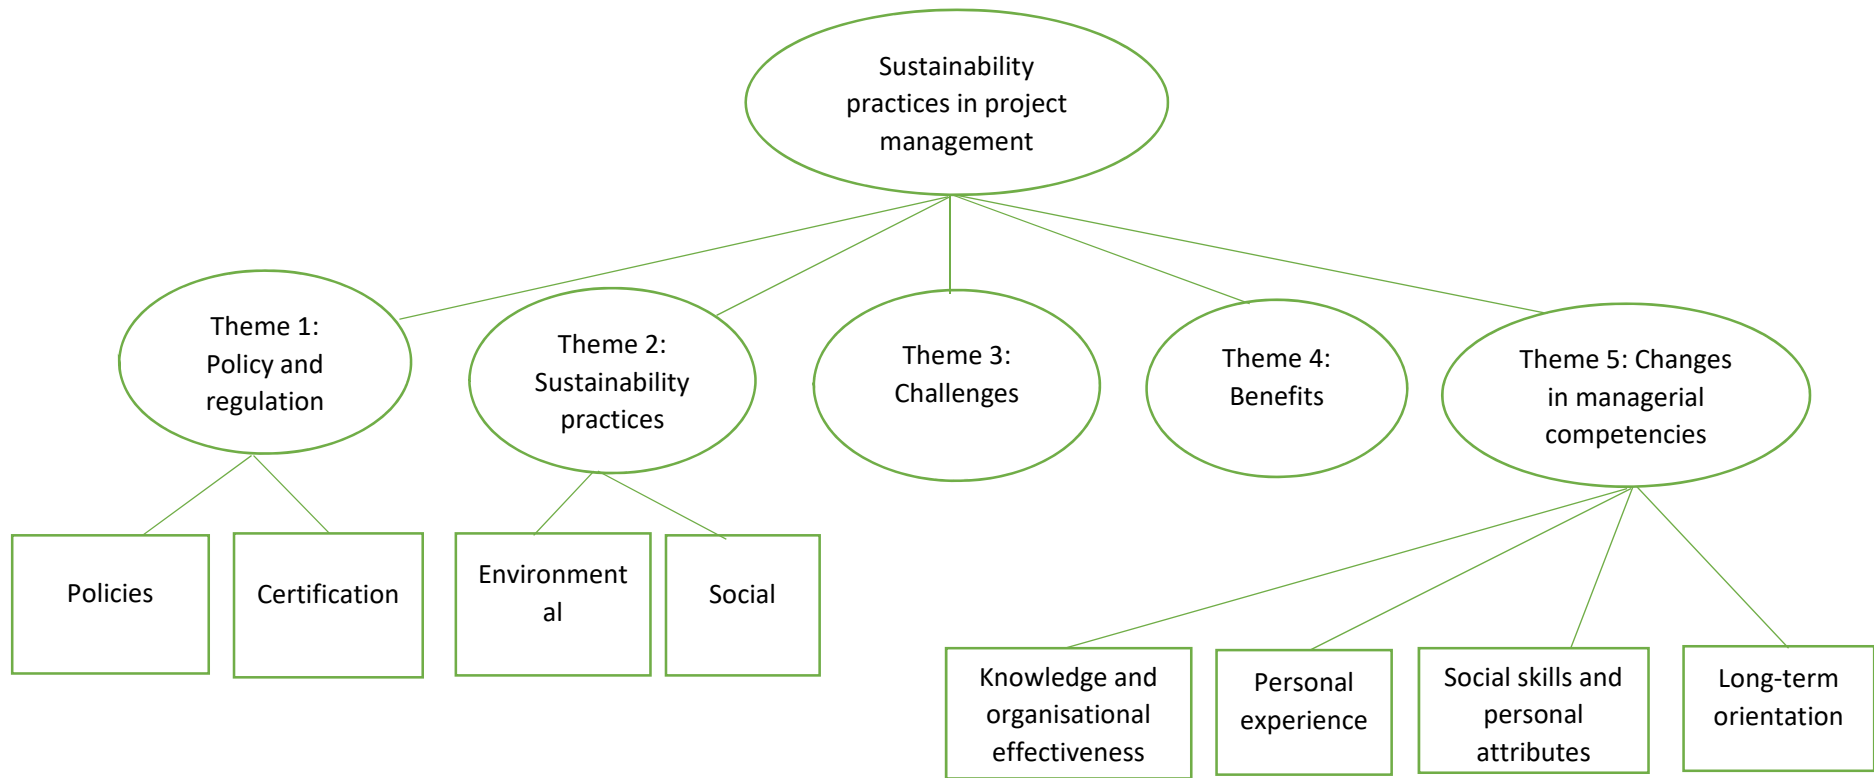 Sustainability
practices in project
management
Theme 1:
Policy and
regulation
Theme 2:
Sustainability
practices
Theme 3:
Challenges
Theme 4:
Benefits
Theme 5: Changes
in managerial
competencies
Policies
Certification
Environment
al
Social
Knowledge and
organisational
effectiveness
Personal
experience
Social skills and
personal
attributes
Long-term
orientation